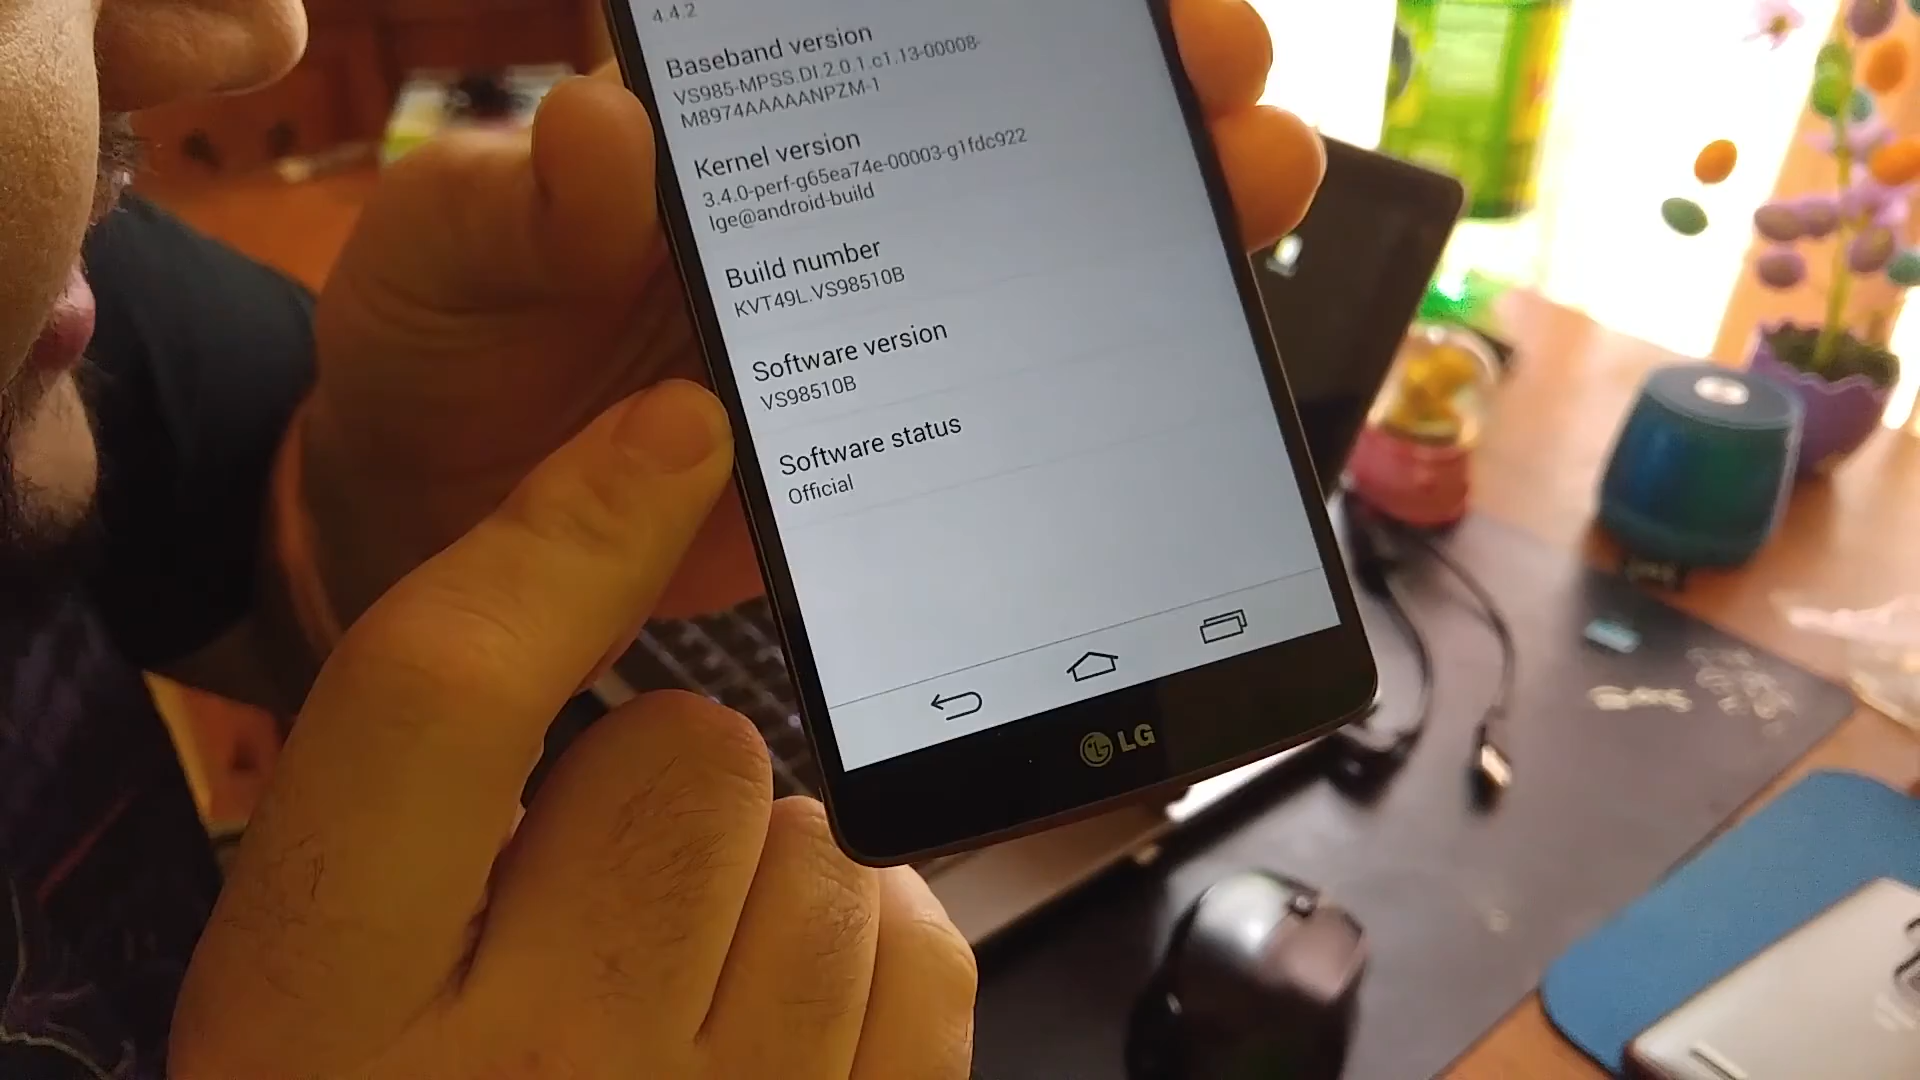 4.4.2
Baseband version
VS985-MPSS.DI.2.0.1.c1.13-00008-
M8974AAAAANPZM-1
Kernel version
3.4.0-perf-g65ea74e-00003-g1fdc922
lge@android-build
Build number
KVT49L.VS98510B
Software version
VS98510B
Software status
Official
LG